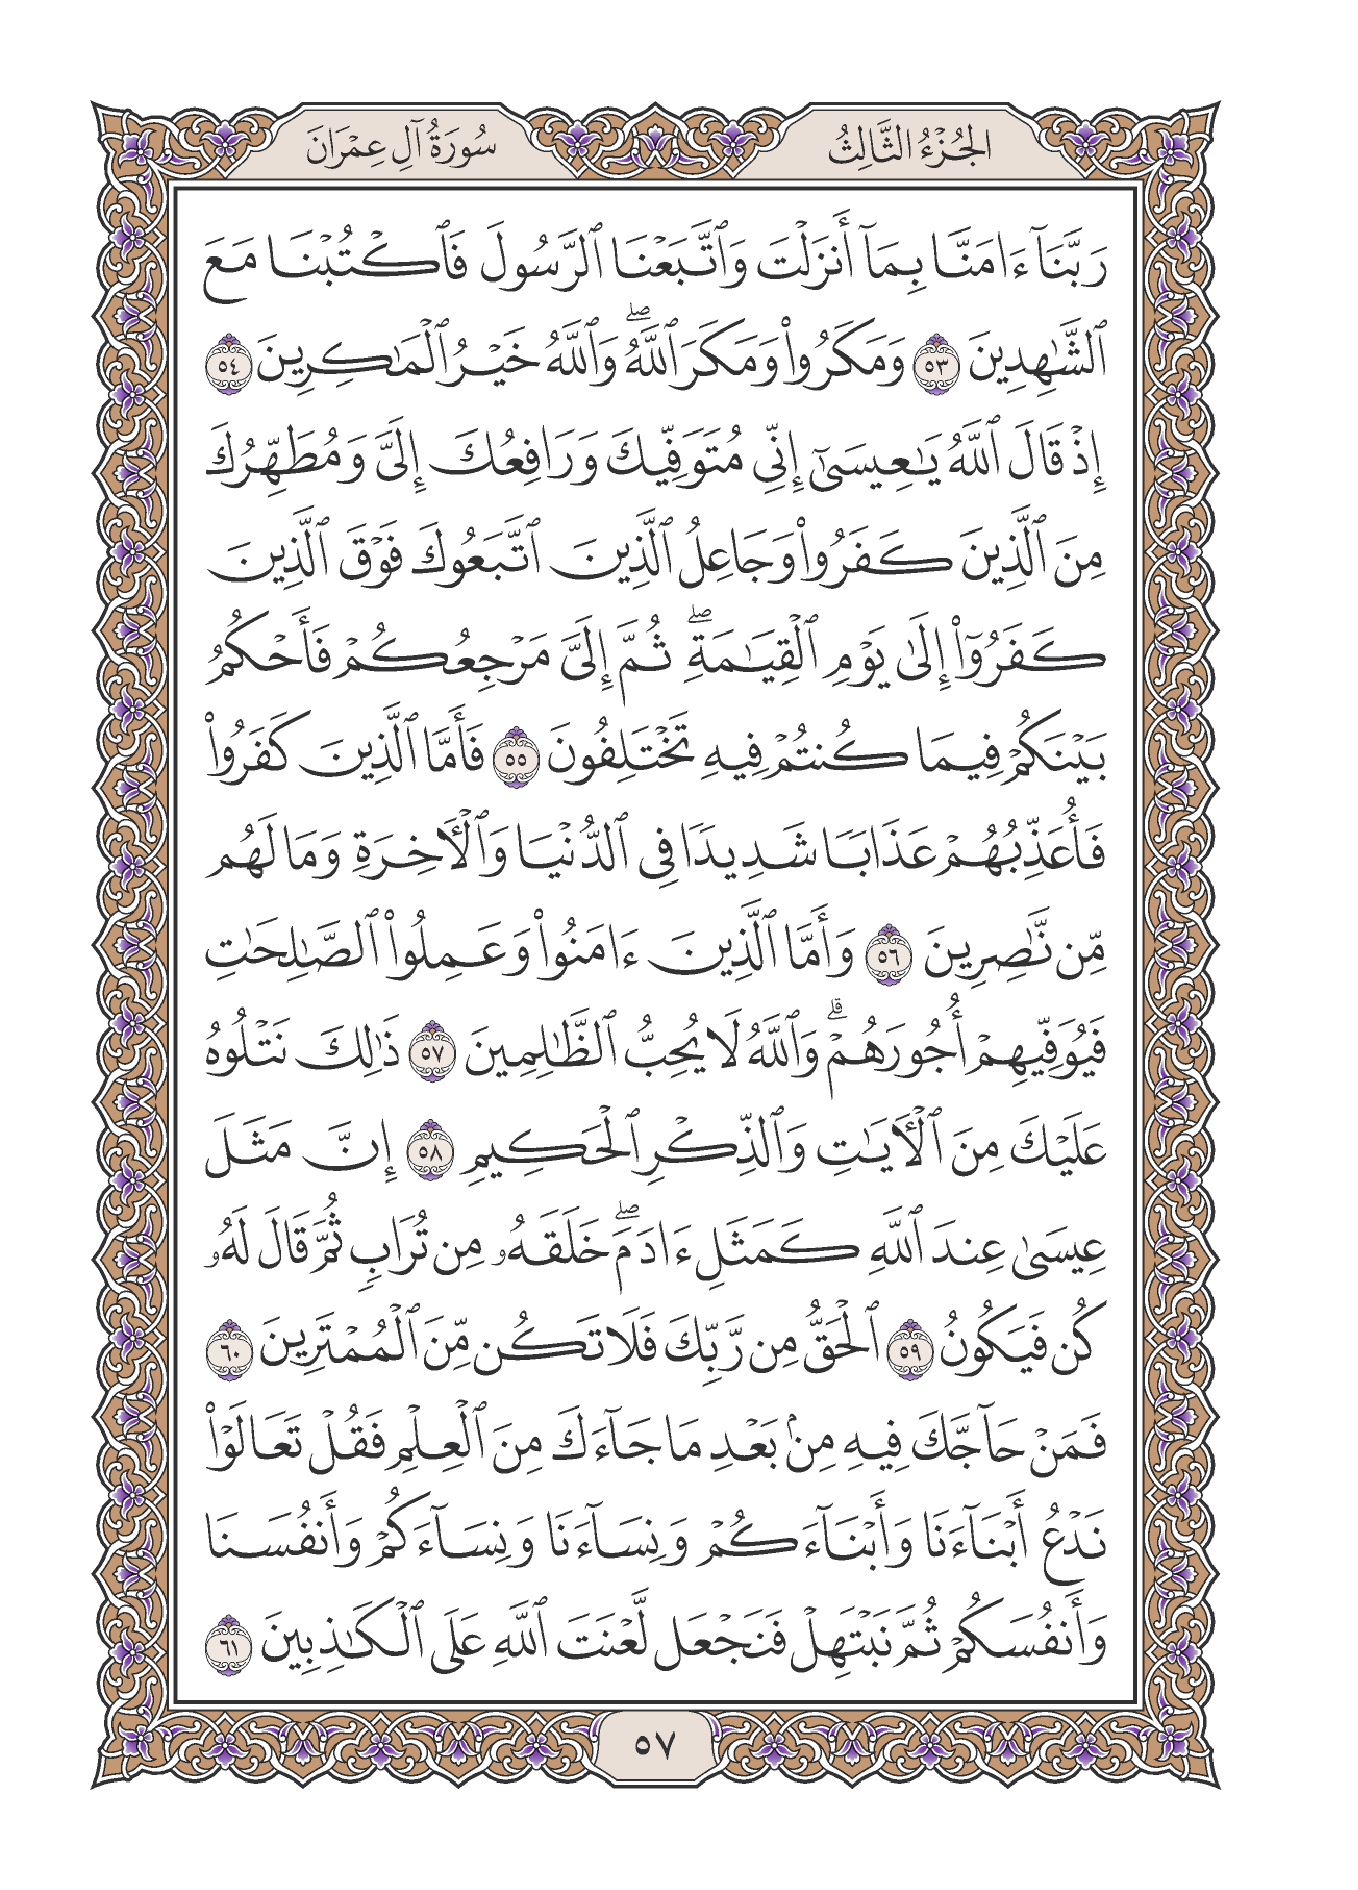 الجُزْءُ الثَّالِثُ
سُورَةُ آلِ عِمْرَانَ
رَبَّنَآ ءَامَنَّا بِمَآ أَنزَلْتَ وَٱتَّبَعْنَا ٱلرَّسُولَ فَٱكْتُبْنَا مَعَ
ٱلشَّٰهِدِينَ ٥٣ وَمَكَرُوا۟ وَمَكَرَ ٱللَّهُۖ وَٱللَّهُ خَيْرُ ٱلْمَٰكِرِينَ ٥٤
إِذْ قَالَ ٱللَّهُ يَٰعِيسَىٰٓ إِنِّي مُتَوَفِّيكَ وَرَافِعُكَ إِلَيَّ وَمُطَهِّرُكَ
مِنَ ٱلَّذِينَ كَفَرُوا۟ وَجَاعِلُ ٱلَّذِينَ ٱتَّبَعُوكَ فَوْقَ ٱلَّذِينَ
كَفَرُوٓا۟ إِلَىٰ يَوْمِ ٱلْقِيَٰمَةِۖ ثُمَّ إِلَيَّ مَرْجِعُكُمْ فَأَحْكُمُ
بَيْنَكُمْ فِيمَا كُنتُمْ فِيهِ تَخْتَلِفُونَ ٥٥ فَأَمَّا ٱلَّذِينَ كَفَرُوا۟
فَأُعَذِّبُهُمْ عَذَابًا شَدِيدًا فِي ٱلدُّنْيَا وَٱلْأَخِرَةِ وَمَا لَهُم
مِّن نَّٰصِرِينَ ٥٦ وَأَمَّا ٱلَّذِينَ ءَامَنُوا۟ وَعَمِلُوا۟ ٱلصَّٰلِحَٰتِ
فَيُوَفِّيهِمْ أُجُورَهُمْۗ وَٱللَّهُ لَا يُحِبُّ ٱلظَّٰلِمِينَ ٥٧ ذَٰلِكَ نَتْلُوهُ
عَلَيْكَ مِنَ ٱلْأَيَٰتِ وَٱلذِّكْرِ ٱلْحَكِيمِ ٥٨ إِنَّ مَثَلَ
عِيسَىٰ عِندَ ٱللَّهِ كَمَثَلِ ءَادَمَۖ خَلَقَهُۥ مِن تُرَابٍ ثُمَّ قَالَ لَهُۥ
كُن فَيَكُونُ ٥٩ ٱلْحَقُّ مِن رَّبِّكَ فَلَا تَكُن مِّنَ ٱلْمُمْتَرِينَ ٦٠
فَمَنْ حَآجَّكَ فِيهِ مِنۢ بَعْدِ مَا جَآءَكَ مِنَ ٱلْعِلْمِ فَقُلْ تَعَالَوْا۟
نَدْعُ أَبْنَآءَنَا وَأَبْنَآءَكُمْ وَنِسَآءَنَا وَنِسَآءَكُمْ وَأَنفُسَنَا
وَأَنفُسَكُمْ ثُمَّ نَبْتَهِلْ فَنَجْعَل لَّعْنَتَ ٱللَّهِ عَلَى ٱلْكَٰذِبِينَ ٦١
٥٧